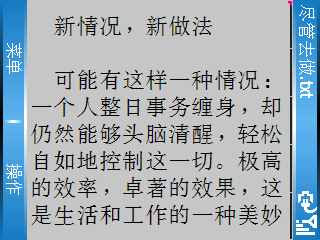 新情况，新做法
可能有这样一种情况：
一个人整日事务缠身，却
仍然能够头脑清醒，轻松
自如地控制这一切。极高
的效率，卓著的效果，这
是生活和工作的一种美妙
尽管去做.txt
菜单
操作